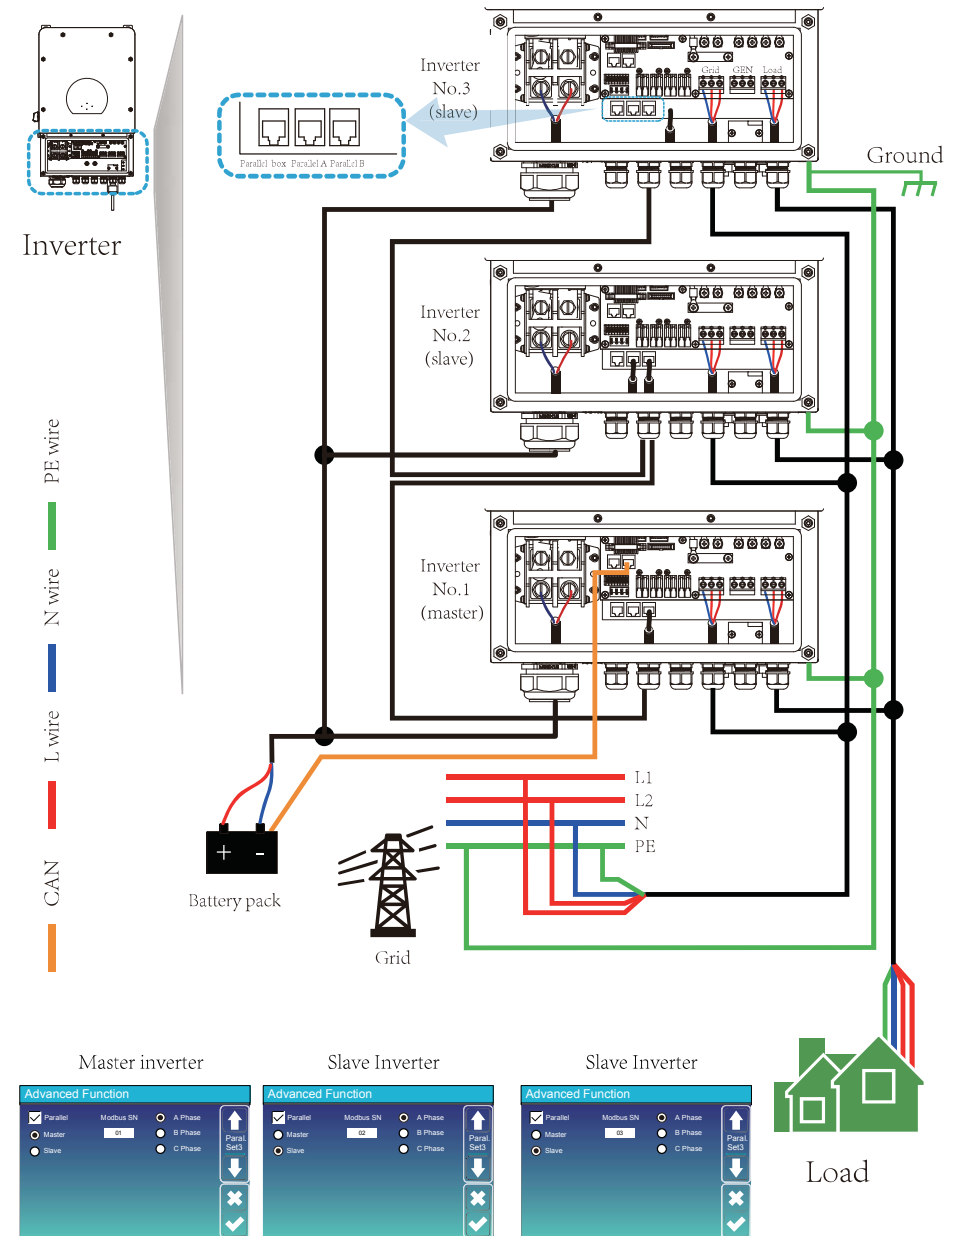 Inverter
No.3
(slave)
Grid
GEN
Load
Parallel box
Parallel A
Parallel B
Ground
Inverter
Inverter
No.2
(slave)
PE wire
N wire
L wire
CAN
Inverter
No.1
(master)
L1
L2
N
PE
+
-
Battery pack
Grid
Load
Master inverter
Advanced Function
Parallel
Modbus SN
A Phase
Master
01
B Phase
Slave
C Phase
Paral.
Set3
Slave Inverter
Advanced Function
Parallel
Modbus SN
A Phase
Master
02
B Phase
Slave
C Phase
Paral.
Set3
Slave Inverter
Advanced Function
Parallel
Modbus SN
A Phase
Master
03
B Phase
Slave
C Phase
Paral.
Set3